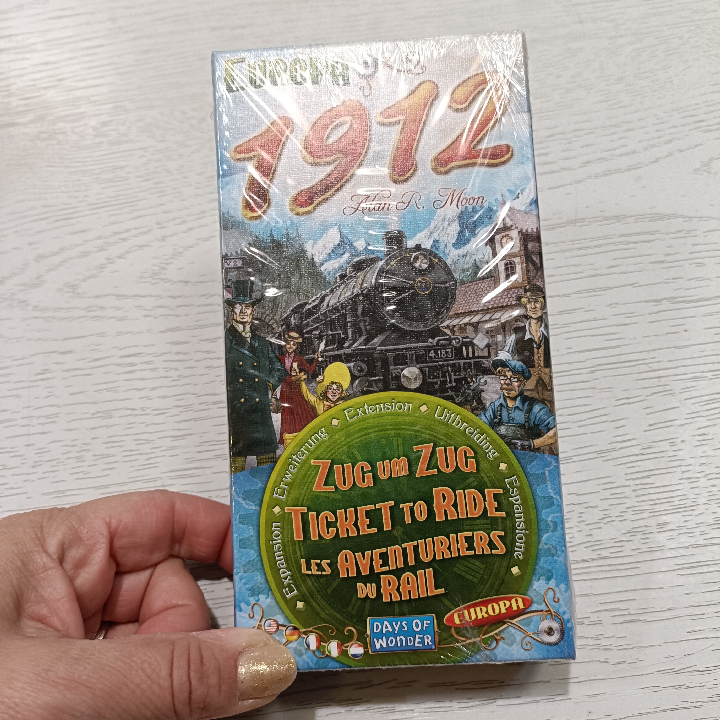 EUROPA
1912
Alan R. Moon
4.183
Expansion ◆ Erweiterung ◆ Extension ◆ Uitbreiding ◆ Espansione
ZUG UM ZUG
TICKET TO RIDE
LES AVENTURIERS
DU RAIL
DAYS OF
WONDER
EUROPA